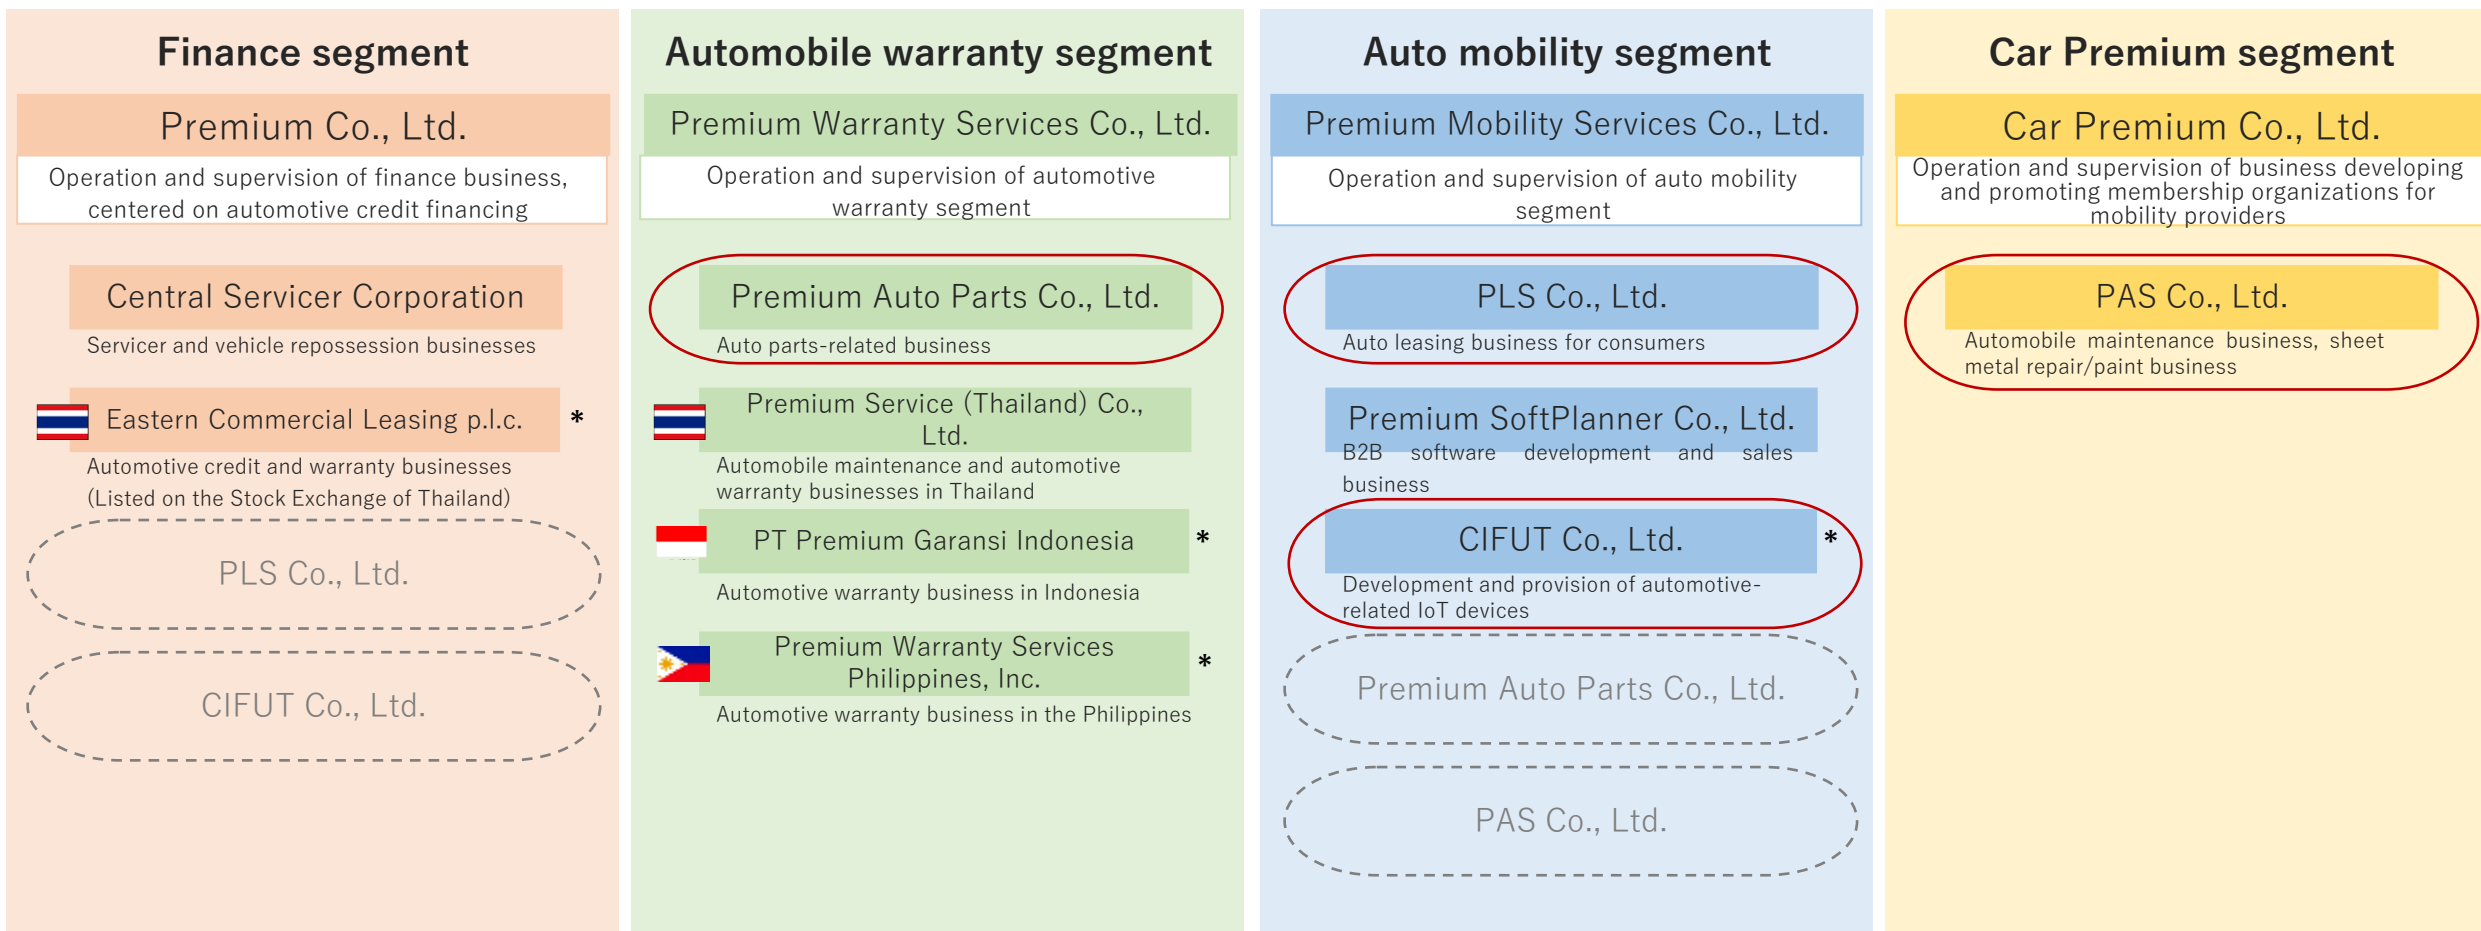 Finance segment
Premium Co., Ltd.
Operation and supervision of finance business,
centered on automotive credit financing
Central Servicer Corporation
Servicer and vehicle repossession businesses
Eastern Commercial Leasing p.l.c. *
Automotive credit and warranty businesses
(Listed on the Stock Exchange of Thailand)
PLS Co., Ltd.
CIFUT Co., Ltd.
Automobile warranty segment
Premium Warranty Services Co., Ltd.
Operation and supervision of automotive
warranty segment
Premium Auto Parts Co., Ltd.
Auto parts-related business
Premium Service (Thailand) Co.,
Ltd.
Automobile maintenance and automotive
warranty businesses in Thailand
PT Premium Garansi Indonesia *
Automotive warranty business in Indonesia
Premium Warranty Services
Philippines, Inc. *
Automotive warranty business in the Philippines
Auto mobility segment
Premium Mobility Services Co., Ltd.
Operation and supervision of auto mobility
segment
PLS Co., Ltd.
Auto leasing business for consumers
Premium SoftPlanner Co., Ltd.
B2B software development and sales
business
CIFUT Co., Ltd. *
Development and provision of automotive-
related IoT devices
Premium Auto Parts Co., Ltd.
PAS Co., Ltd.
Car Premium segment
Car Premium Co., Ltd.
Operation and supervision of business developing
and promoting membership organizations for
mobility providers
PAS Co., Ltd.
Automobile maintenance business, sheet
metal repair/paint business